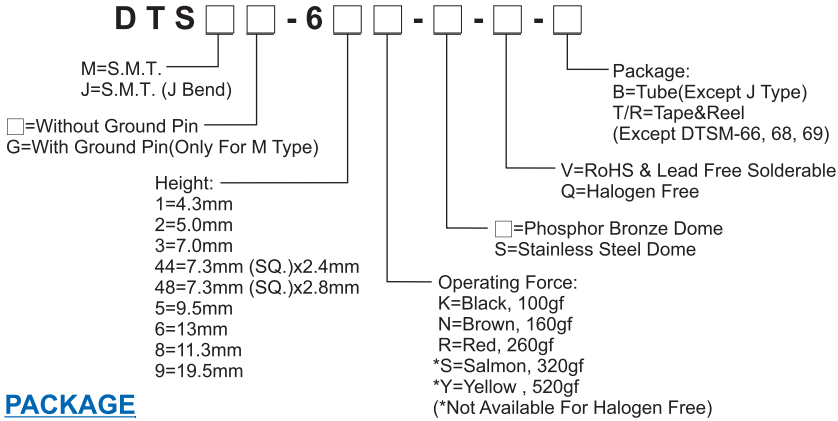 DTS□□-6□□-□-□-□
M=S.M.T.
J=S.M.T. (J Bend)
□=Without Ground Pin
G=With Ground Pin(Only For M Type)
Height:
1=4.3mm
2=5.0mm
3=7.0mm
44=7.3mm (SQ.)x2.4mm
48=7.3mm (SQ.)x2.8mm
5=9.5mm
6=13mm
8=11.3mm
9=19.5mm
Package:
B=Tube(Except J Type)
T/R=Tape&Reel
(Except DTSM-66, 68, 69)
V=RoHS & Lead Free Solderable
Q=Halogen Free
□=Phosphor Bronze Dome
S=Stainless Steel Dome
Operating Force:
K=Black, 100gf
N=Brown, 160gf
R=Red, 260gf
*S=Salmon, 320gf
*Y=Yellow , 520gf
(*Not Available For Halogen Free)
PACKAGE